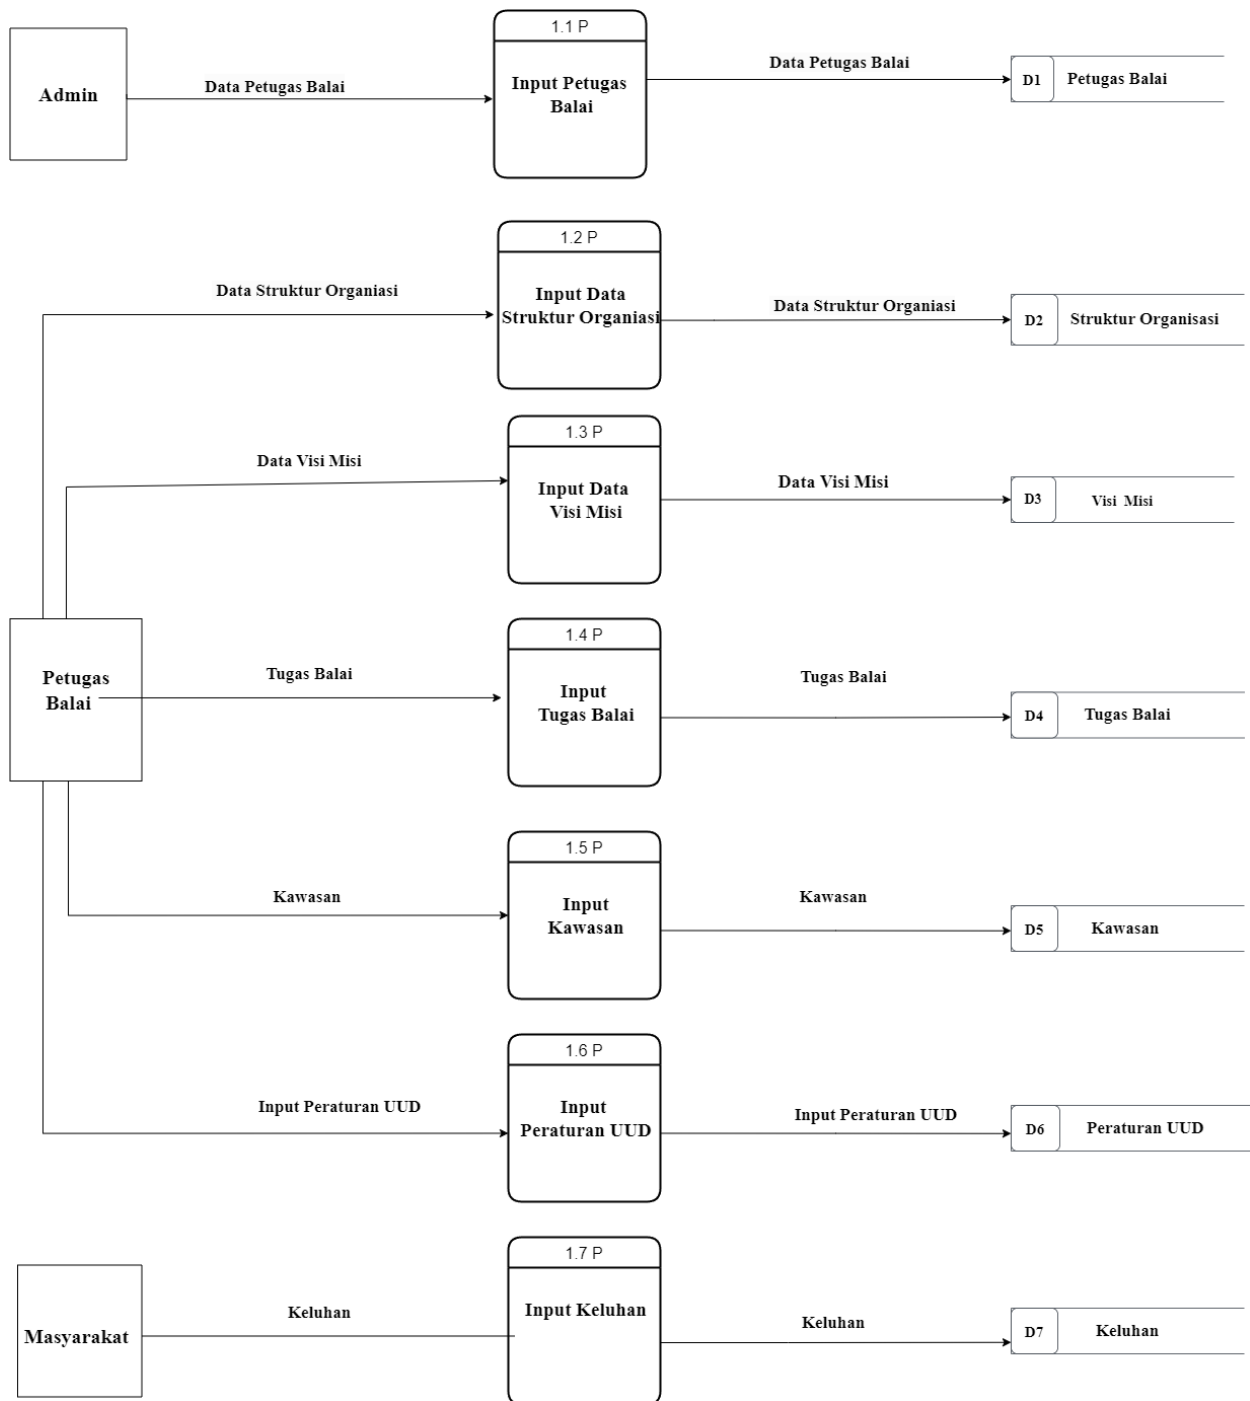 1.1 P
Admin
Data Petugas Balai
Input Petugas
Balai
Data Petugas Balai
D1
Petugas Balai
1.2 P
Data Struktur Organiasi
Input Data
Struktur Organiasi
Data Struktur Organiasi
D2
Struktur Organisasi
1.3 P
Data Visi Misi
Input Data
Visi Misi
Data Visi Misi
D3
Visi Misi
Petugas
Balai
1.4 P
Tugas Balai
Input
Tugas Balai
Tugas Balai
D4
Tugas Balai
1.5 P
Kawasan
Input
Kawasan
Kawasan
D5
Kawasan
1.6 P
Input Peraturan UUD
Input
Peraturan UUD
Input Peraturan UUD
D6
Peraturan UUD
1.7 P
Masyarakat
Keluhan
Input Keluhan
Keluhan
D7
Keluhan